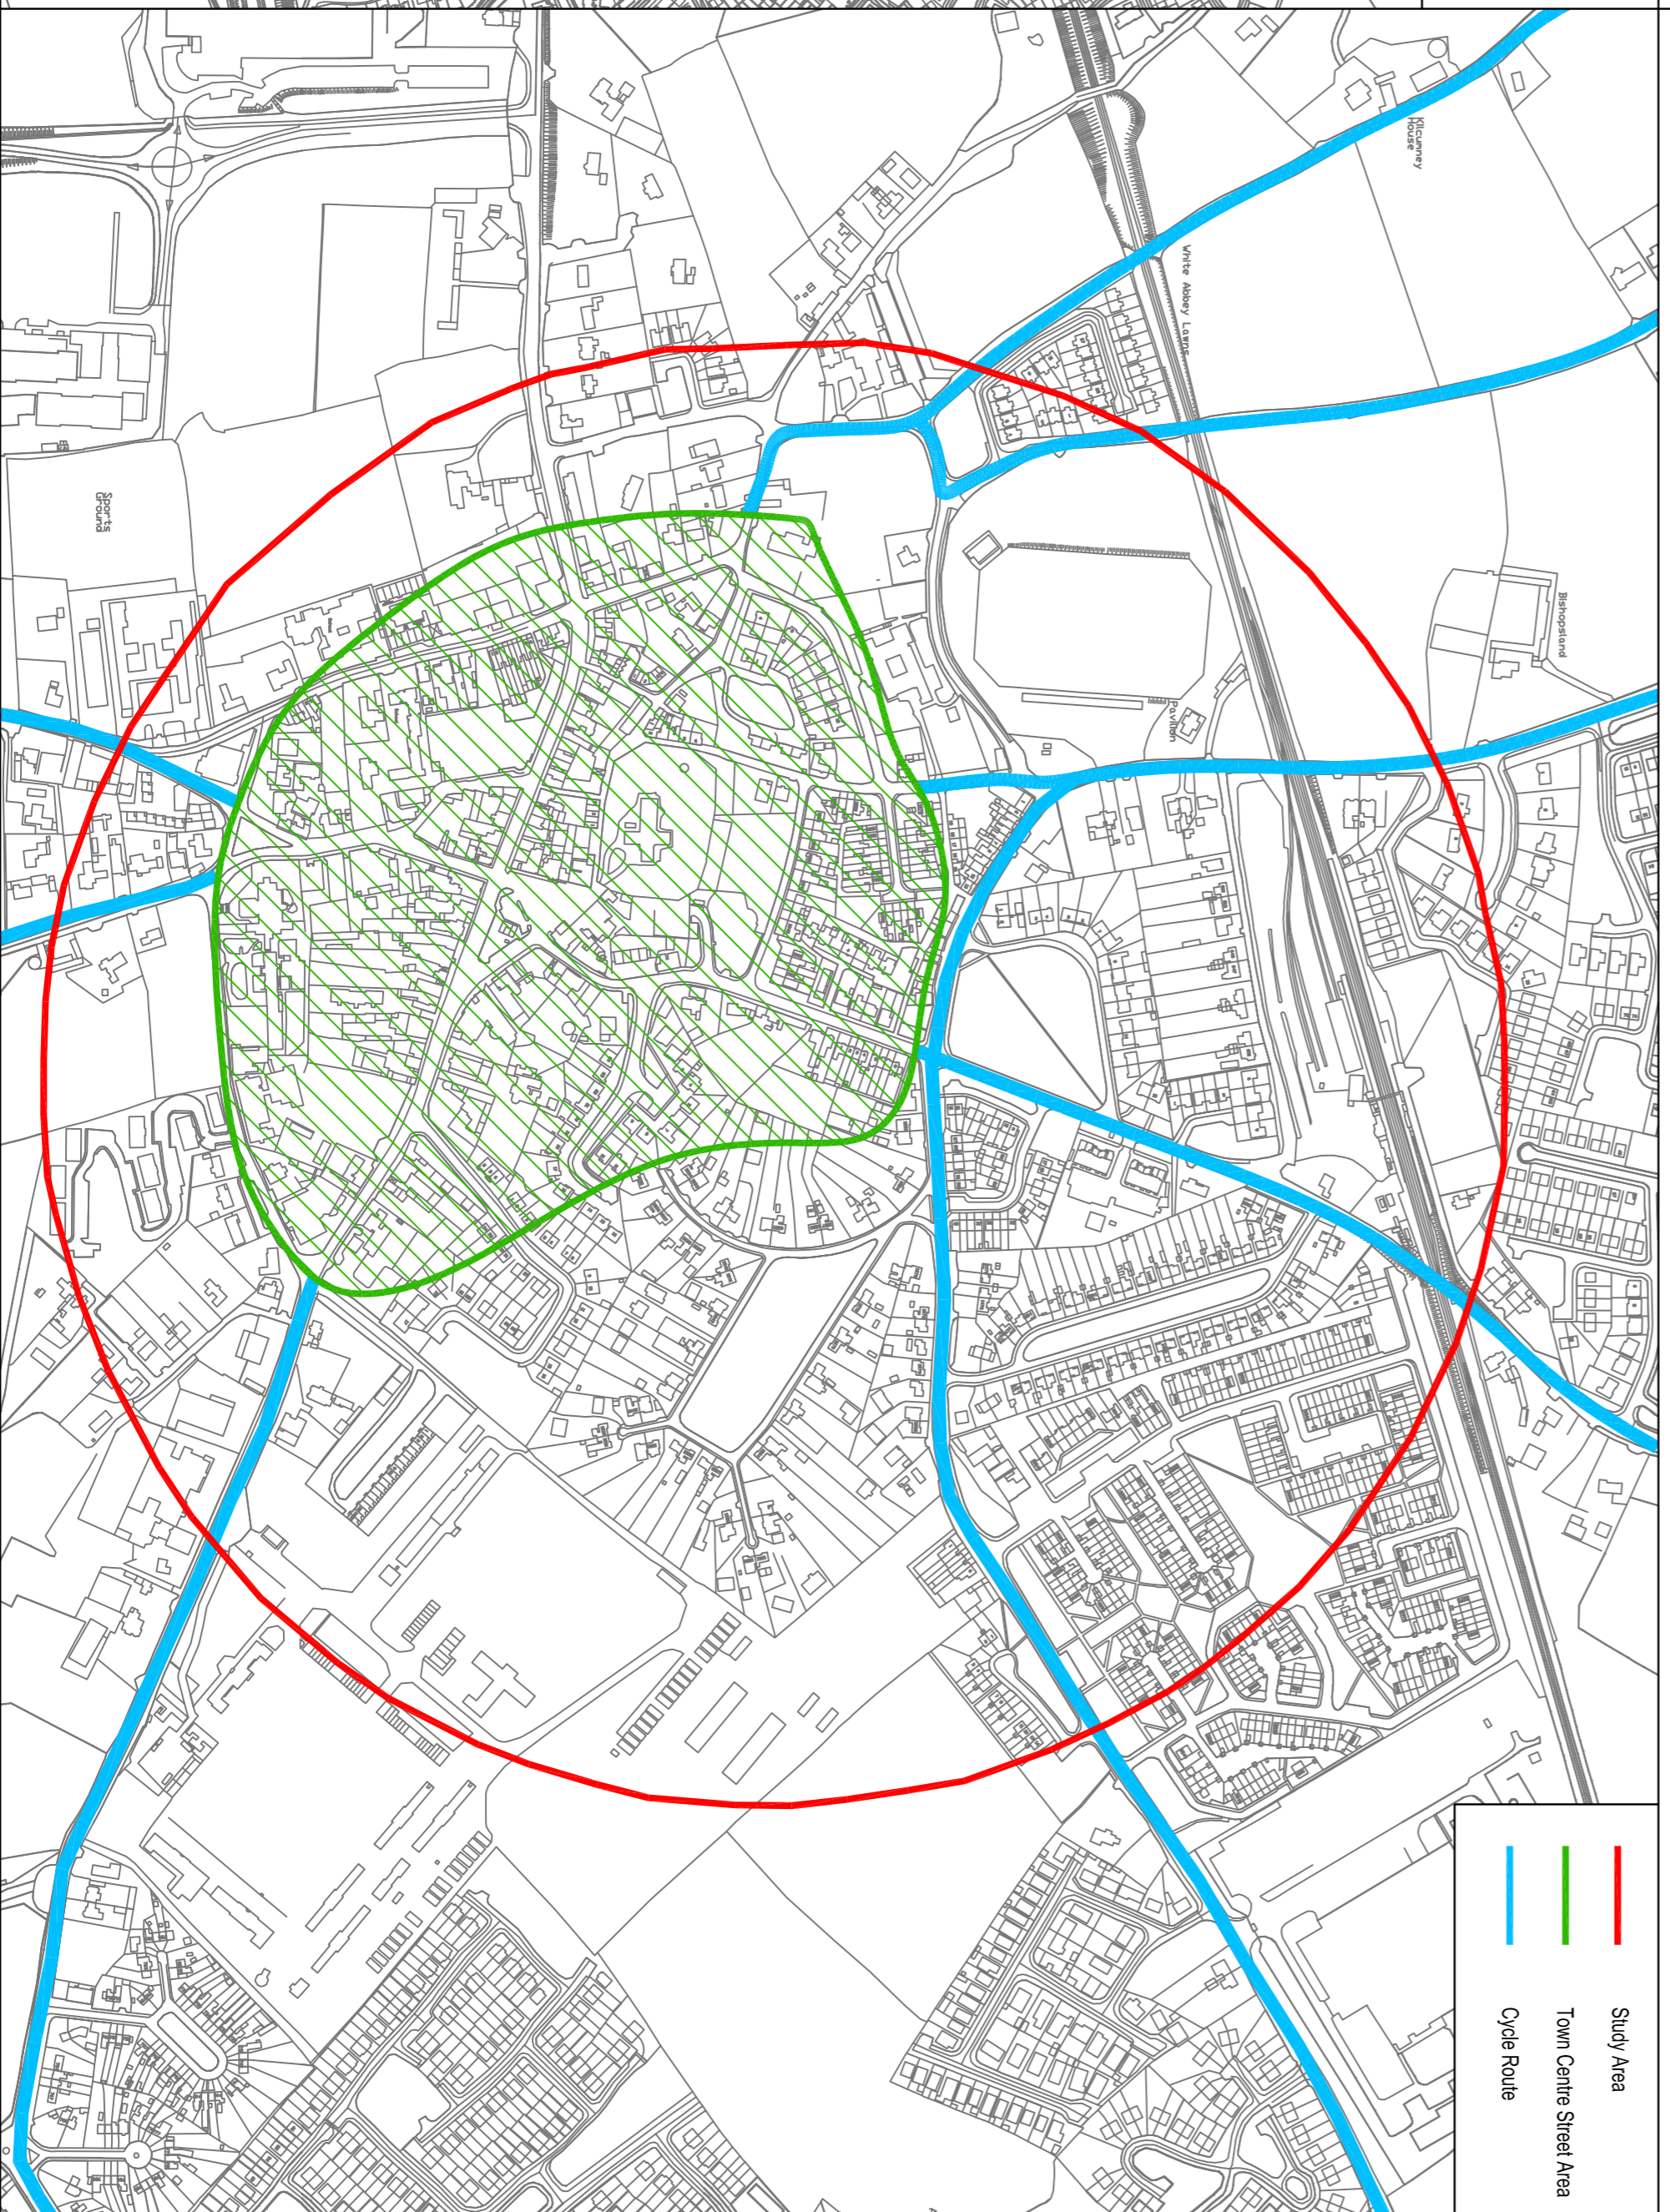 Kilcumney
House
White Abbey Lawns
Bishopsland
Pavilion
Sports
Ground
Study Area
Town Centre Street Area
Cycle Route